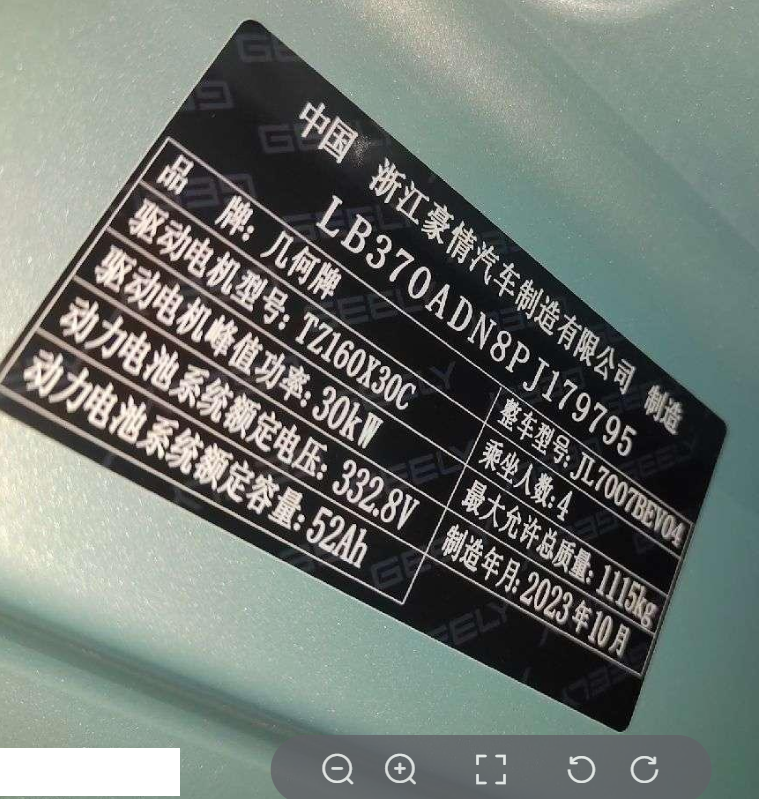 中国 浙江豪情汽车制造有限公司 制造
LB370ADN8PJ179795
品 牌: 几何牌
驱动电机型号: TZ160X30C
整车型号: JL7007BEV04
驱动电机峰值功率: 30kW
乘坐人数: 4
动力电池系统额定电压: 332.8V
最大允许总质量: 1115kg
动力电池系统额定容量: 52Ah
制造年月: 2023年10月